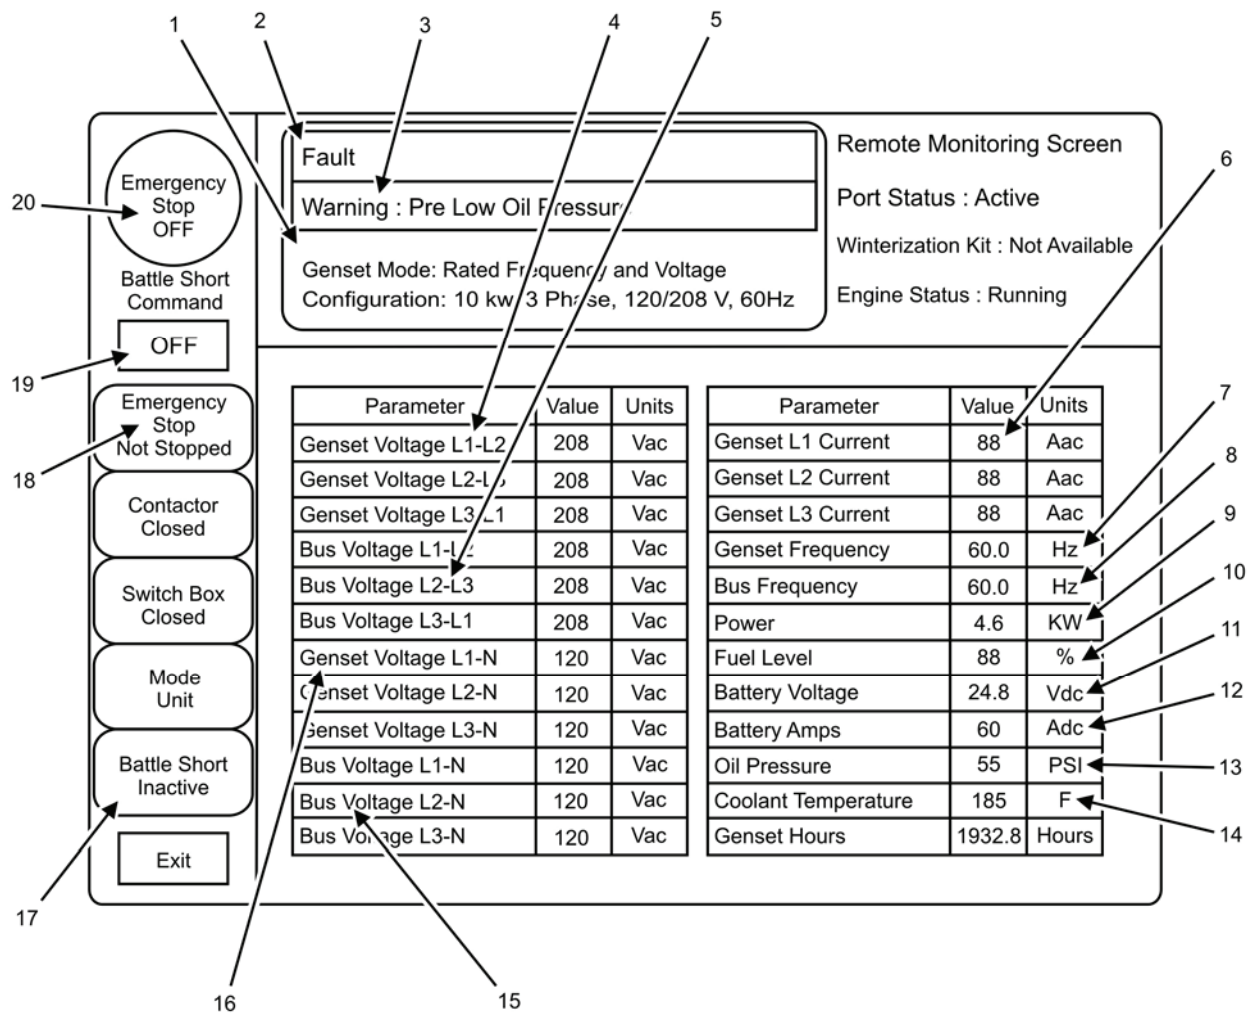 1
2
3
4
5
Emergency
Stop
OFF
Battle Short
Command
OFF
Emergency
Stop
Not Stopped
Contactor
Closed
Switch Box
Closed
Mode
Unit
Battle Short
Inactive
Exit
Fault
Warning : Pre Low Oil Pressure
Genset Mode: Rated Frequency and Voltage
Configuration: 10 kw, 3 Phase, 120/208 V, 60Hz
Remote Monitoring Screen
Port Status : Active
Winterization Kit : Not Available
Engine Status : Running
Parameter Value Units
Genset Voltage L1-L2 208 Vac
Genset Voltage L2-L3 208 Vac
Genset Voltage L3-L1 208 Vac
Bus Voltage L1-L2 208 Vac
Bus Voltage L2-L3 208 Vac
Bus Voltage L3-L1 208 Vac
Genset Voltage L1-N 120 Vac
Genset Voltage L2-N 120 Vac
Genset Voltage L3-N 120 Vac
Bus Voltage L1-N 120 Vac
Bus Voltage L2-N 120 Vac
Bus Voltage L3-N 120 Vac
Parameter Value Units
Genset L1 Current 88 Aac
Genset L2 Current 88 Aac
Genset L3 Current 88 Aac
Genset Frequency 60.0 Hz
Bus Frequency 60.0 Hz
Power 4.6 KW
Fuel Level 88 %
Battery Voltage 24.8 Vdc
Battery Amps 60 Adc
Oil Pressure 55 PSI
Coolant Temperature 185 F
Genset Hours 1932.8 Hours
6
7
8
9
10
11
12
13
14
15
16
17
18
19
20